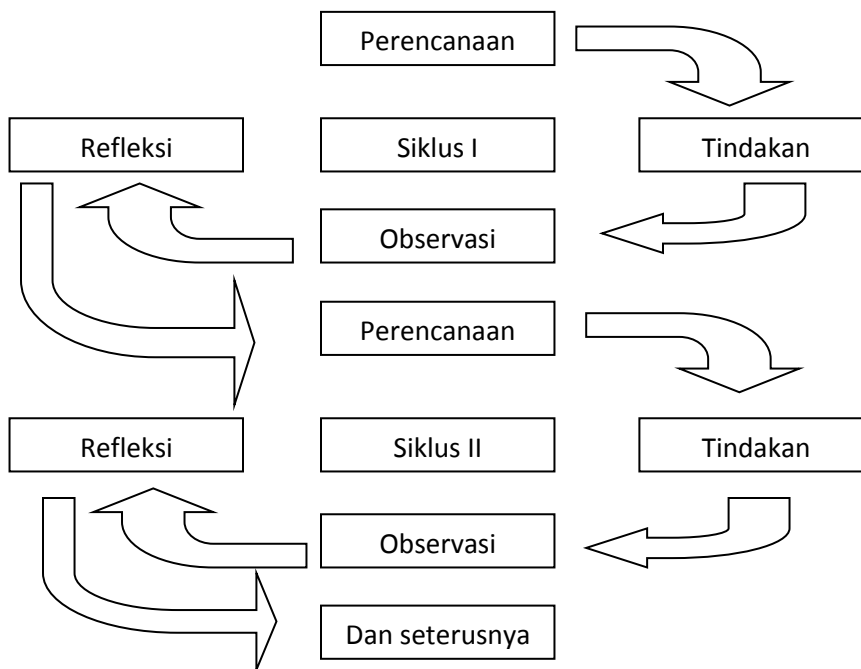 Perencanaan
Refleksi
Siklus I
Tindakan
Observasi
Perencanaan
Refleksi
Siklus II
Tindakan
Observasi
Dan seterusnya